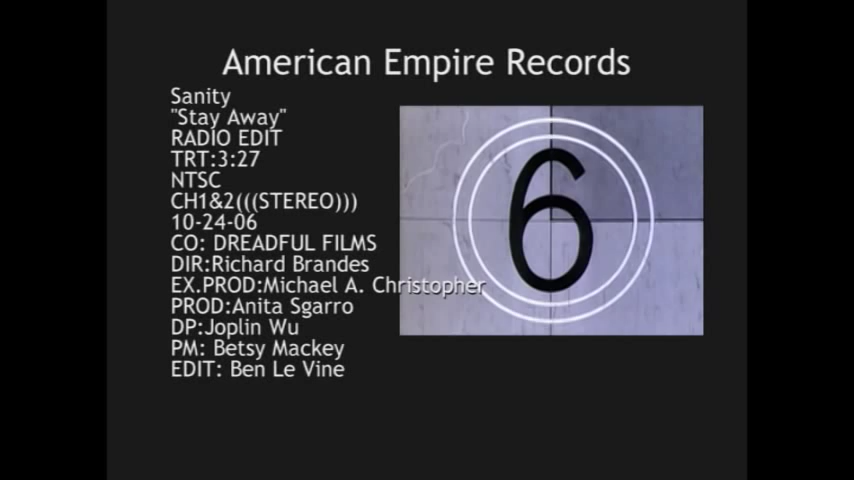 American Empire Records
Sanity
"Stay Away"
RADIO EDIT
TRT:3:27
NTSC
CH1&2(((STEREO)))
10-24-06
CO: DREADFUL FILMS
DIR:Richard Brandes
EX.PROD:Michael A. Christopher
PROD:Anita Sgarro
DP:Joplin Wu
PM: Betsy Mackey
EDIT: Ben Le Vine
6